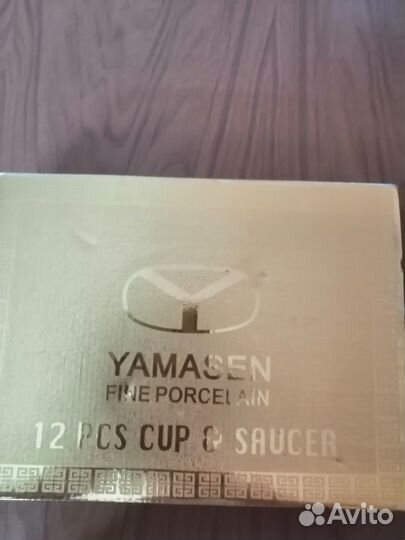 YAMASEN
FINE PORCELAIN
12 PCS CUP & SAUCER
Avito